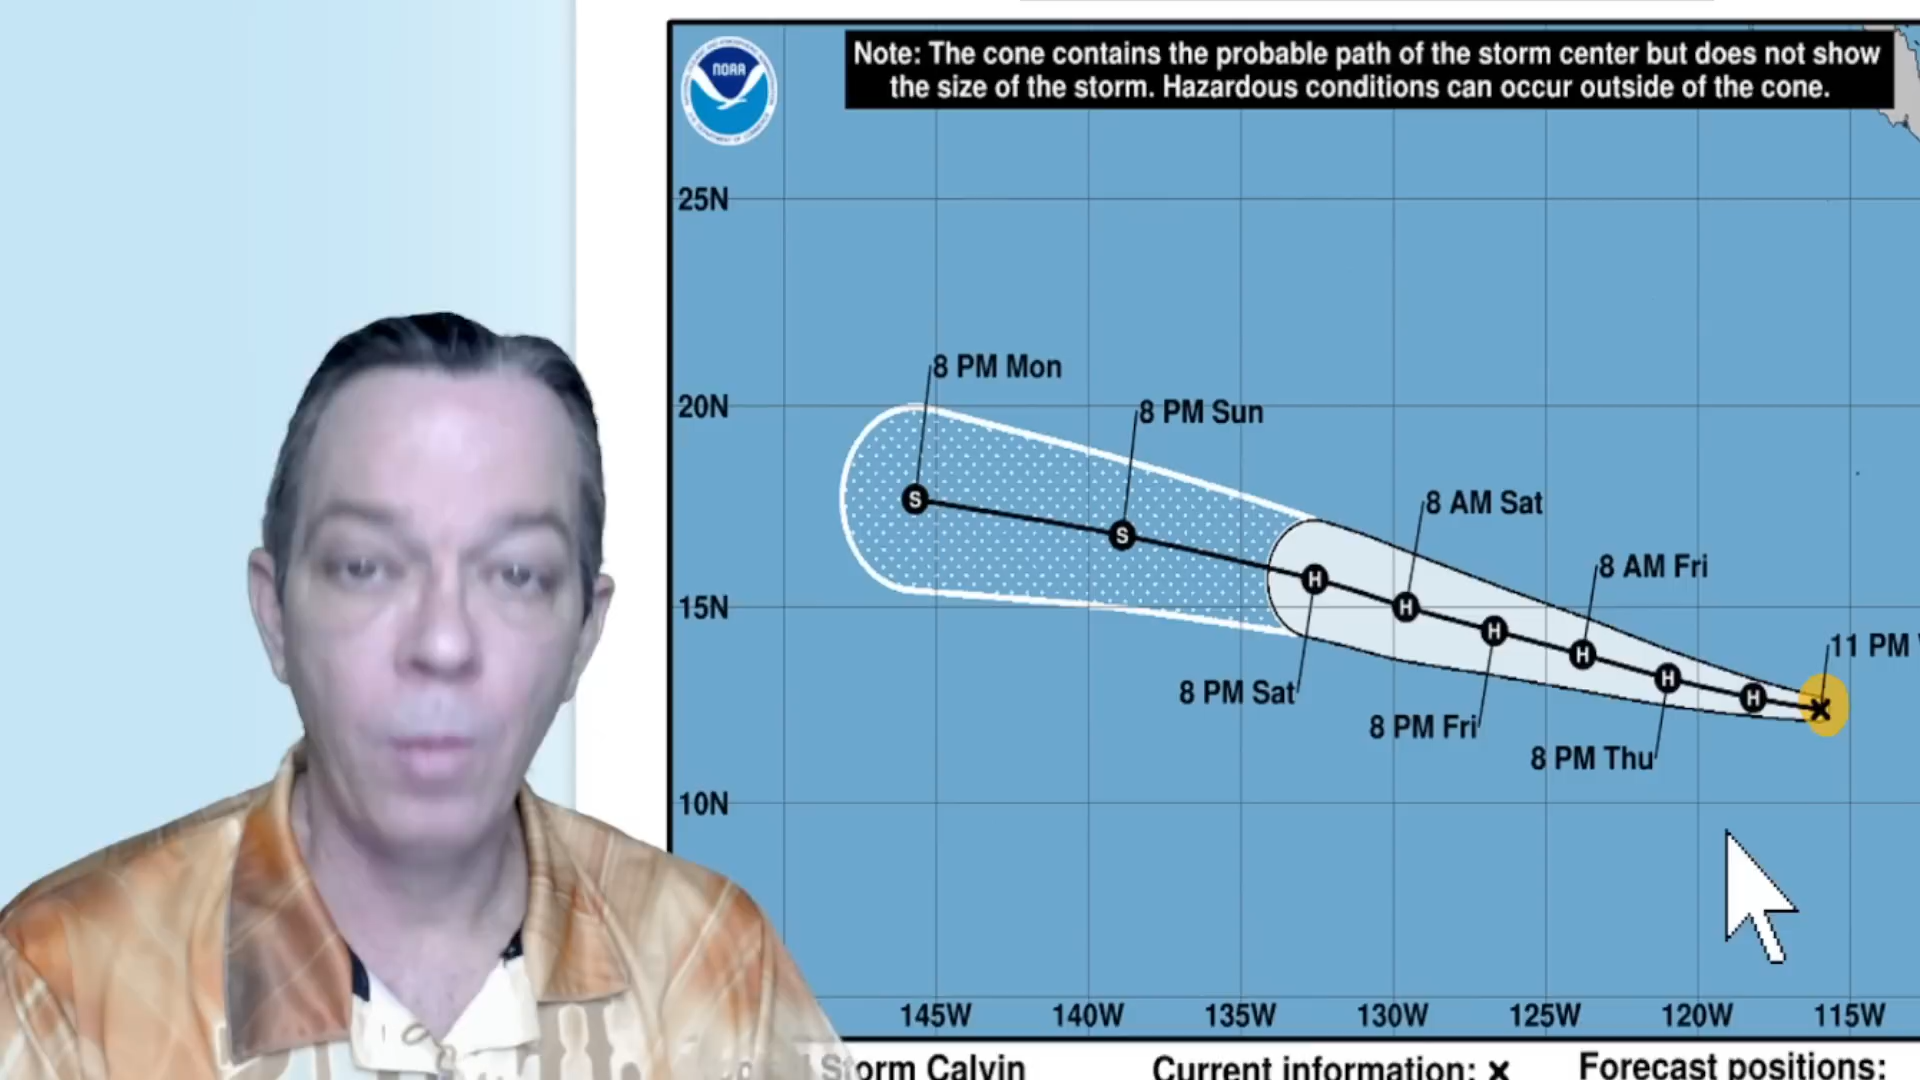 Note: The cone contains the probable path of the storm center but does not show
the size of the storm. Hazardous conditions can occur outside of the cone.
NOAA
25N
20N
15N
10N
8 PM Mon
8 PM Sun
8 AM Sat
8 AM Fri
11 PM
8 PM Sat
8 PM Fri
8 PM Thu
S
S
H
H
H
H
H
H
145W
140W
135W
130W
125W
120W
115W
Storm Calvin
Current information: x
Forecast positions: